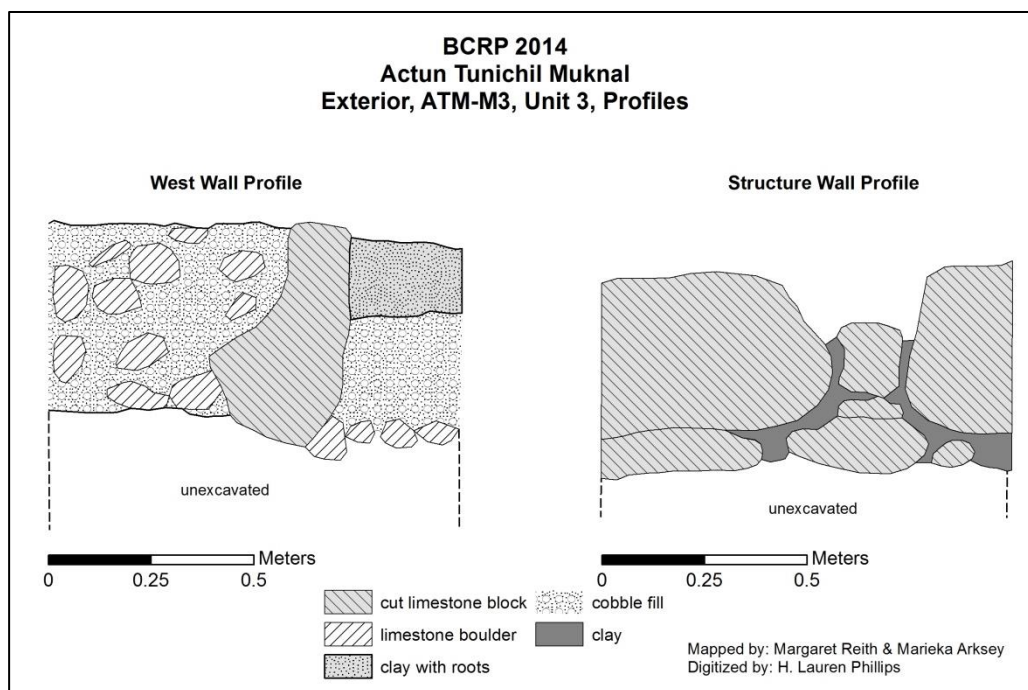 BCRP 2014
Actun Tunichil Muknal
Exterior, ATM-M3, Unit 3, Profiles
West Wall Profile
Structure Wall Profile
unexcavated
unexcavated
Meters
0 0.25 0.5
Meters
0 0.25 0.5
cut limestone block
cobble fill
limestone boulder
clay
clay with roots
Mapped by: Margaret Reith & Marieka Arksey
Digitized by: H. Lauren Phillips